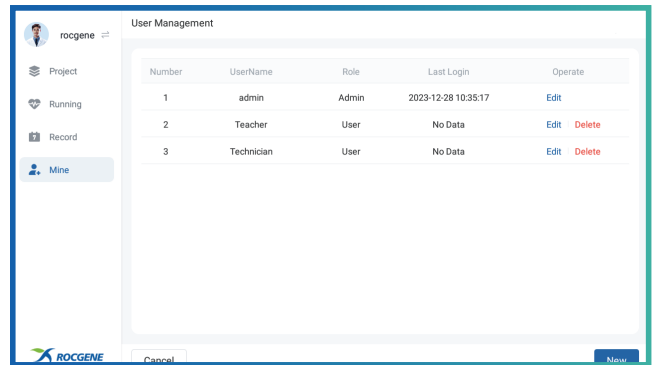 rocgene
User Management
Project
Running
Record
Mine
Number UserName Role Last Login Operate
1 admin Admin 2023-12-28 10:35:17 Edit
2 Teacher User No Data Edit Delete
3 Technician User No Data Edit Delete
ROCGENE
Cancel
New